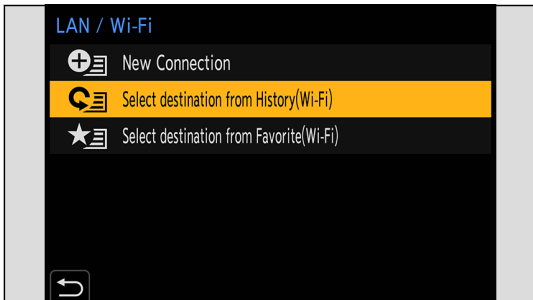 LAN / Wi-Fi
New Connection
Select destination from History(Wi-Fi)
Select destination from Favorite(Wi-Fi)